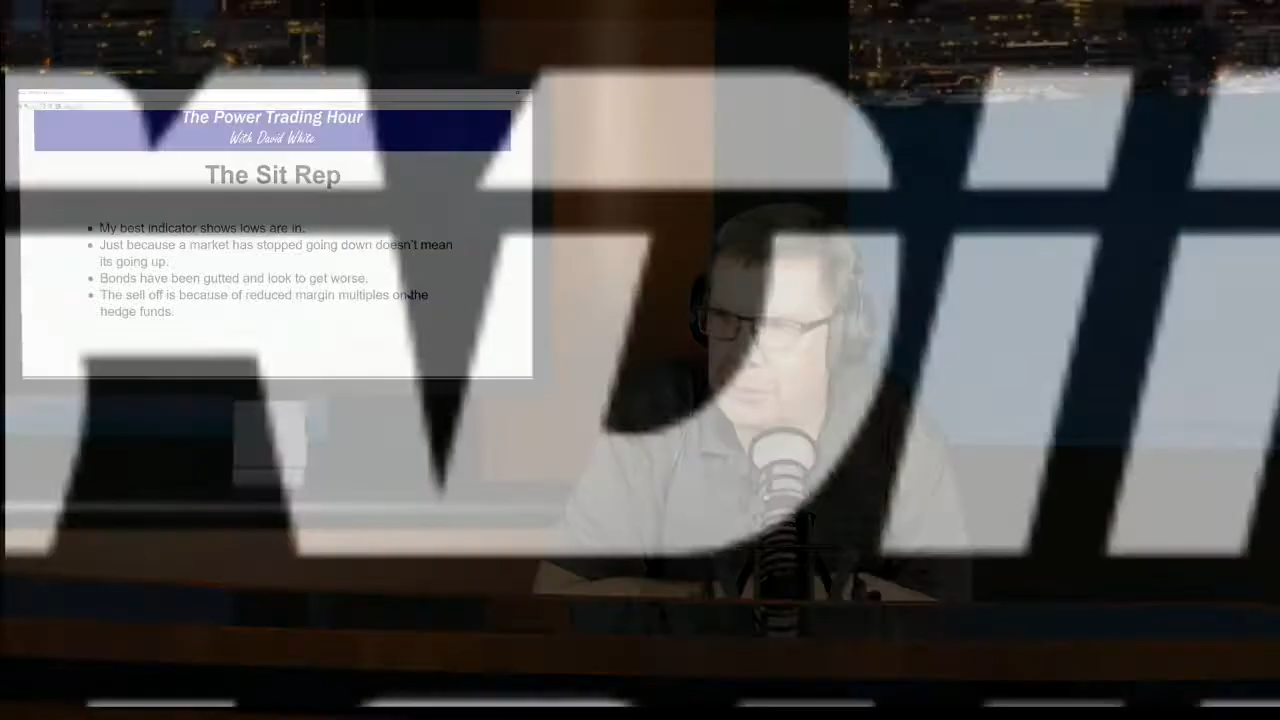 The Power Trading Hour
With David White
The Sit Rep
My best indicator shows lows are in.
Just because a market has stopped going down doesn't mean
its going up.
Bonds have been gutted and look to get worse.
The sell off is because of reduced margin multiples on the
hedge funds.